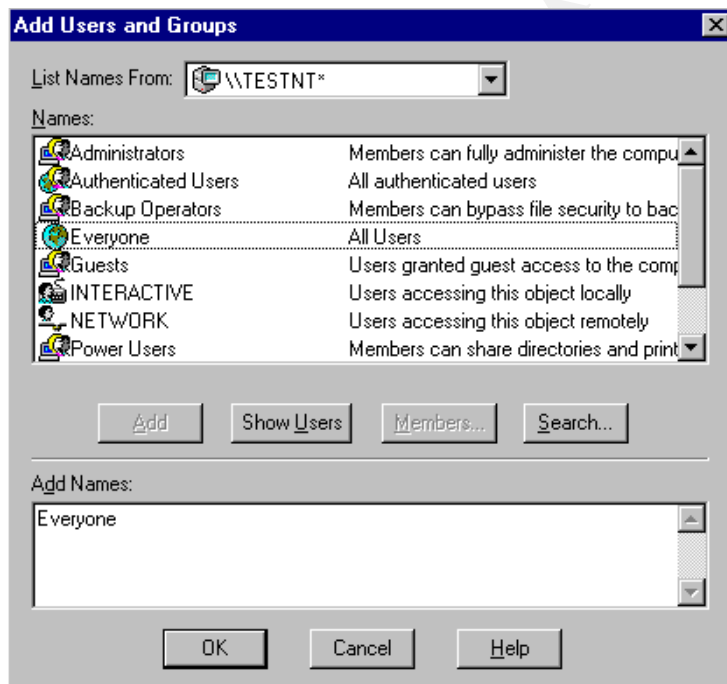 Add Users and Groups
List Names From: \\TESTNT*
Names:
Administrators Members can fully administer the compu
Authenticated Users All authenticated users
Backup Operators Members can bypass file security to bac
Everyone All Users
Guests Users granted guest access to the comp
INTERACTIVE Users accessing this object locally
NETWORK Users accessing this object remotely
Power Users Members can share directories and print
Add Show Users Members... Search...
Add Names:
Everyone
OK Cancel Help